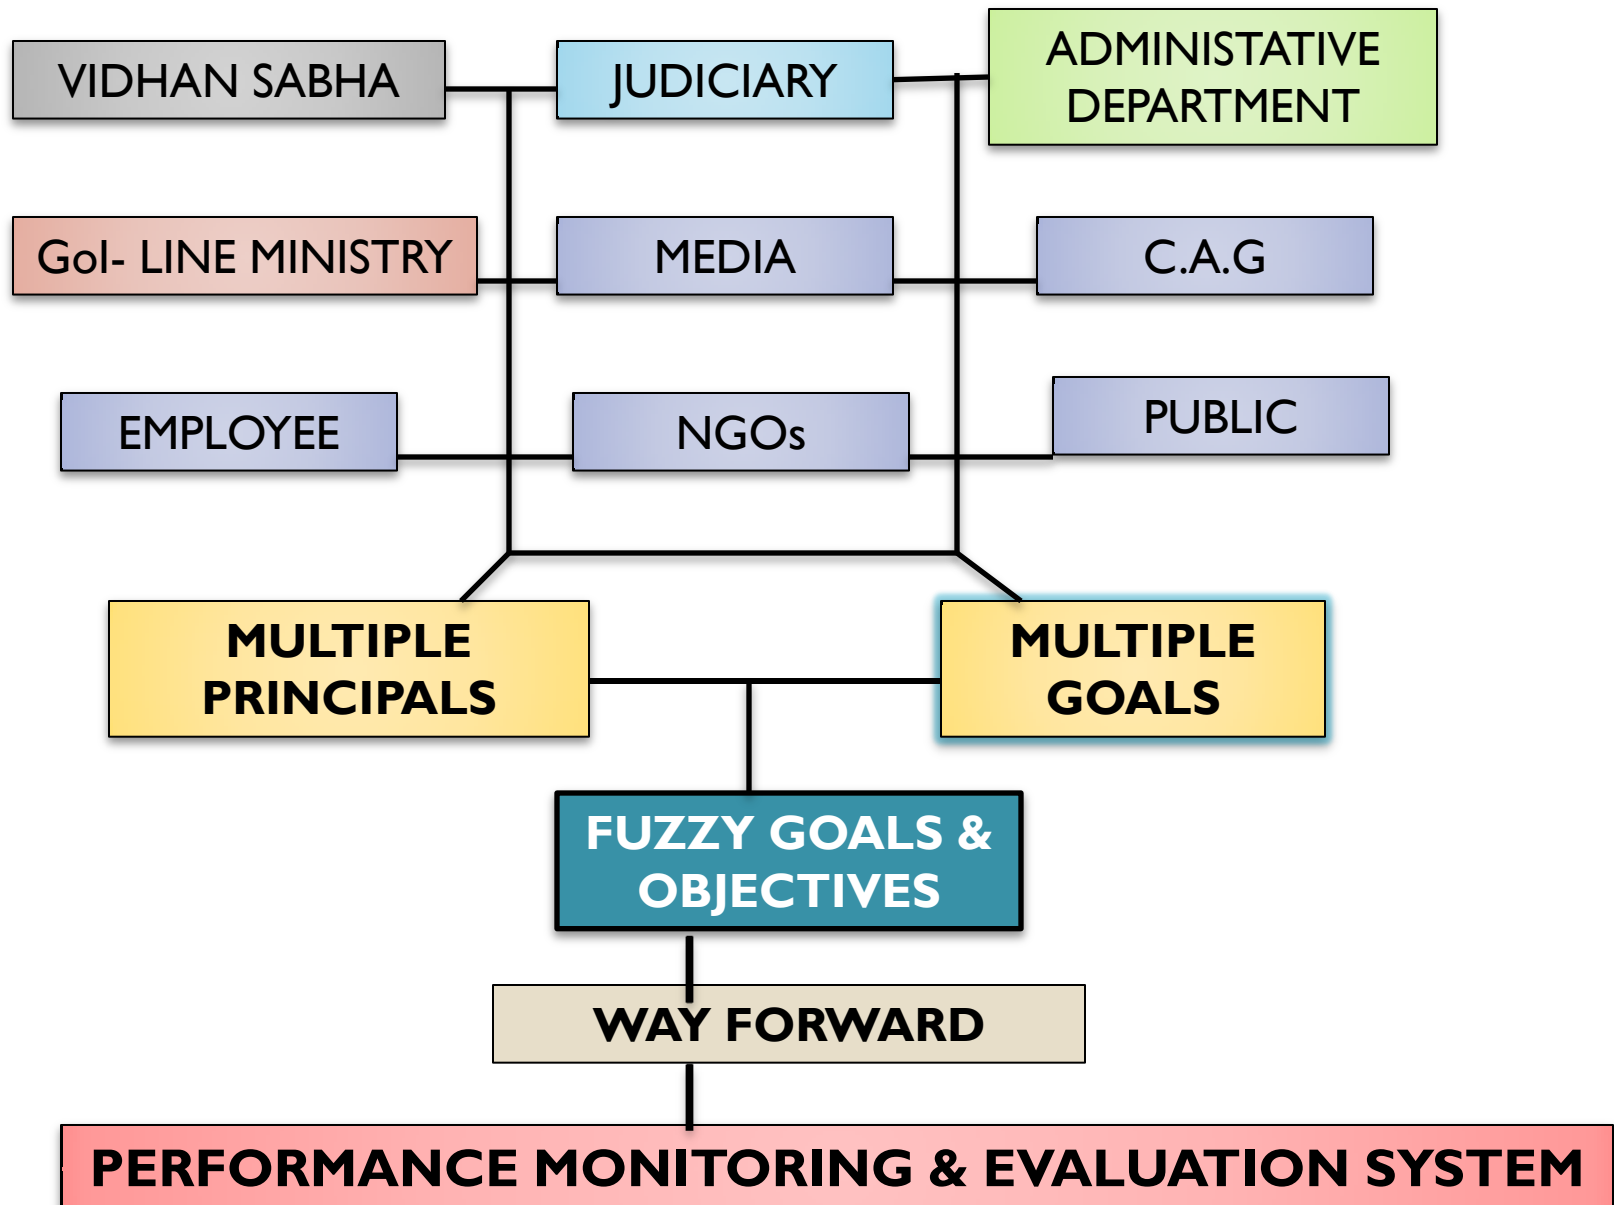 VIDHAN SABHA
JUDICIARY
ADMINISTATIVE
DEPARTMENT
GoI- LINE MINISTRY
MEDIA
C.A.G
EMPLOYEE
NGOs
PUBLIC
MULTIPLE
PRINCIPALS
MULTIPLE
GOALS
FUZZY GOALS &
OBJECTIVES
WAY FORWARD
PERFORMANCE MONITORING & EVALUATION SYSTEM